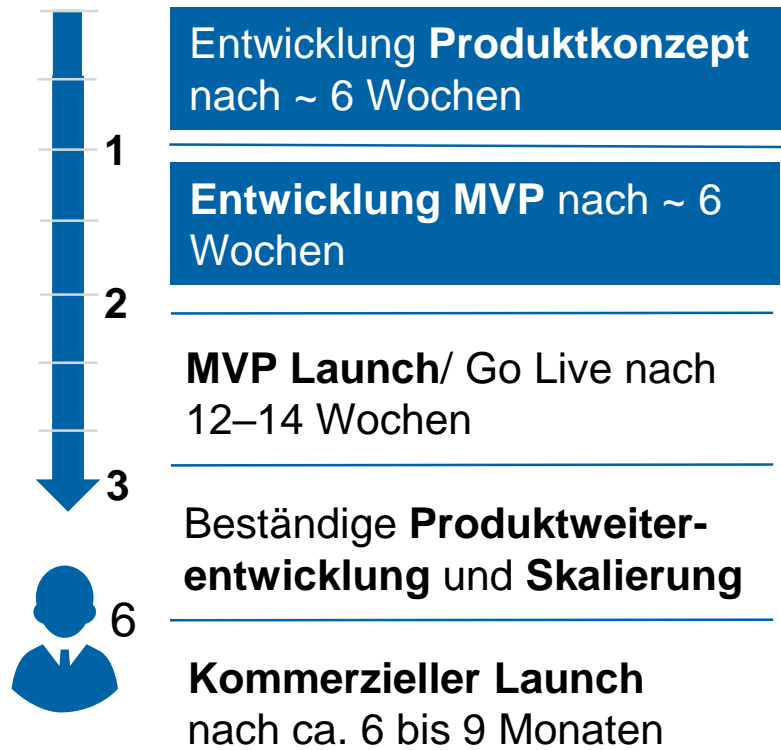 Entwicklung Produktkonzept
nach ~ 6 Wochen
1
Entwicklung MVP nach ~ 6
Wochen
2
MVP Launch/ Go Live nach
12–14 Wochen
3
Beständige Produktweiter-
entwicklung und Skalierung
6
Kommerzieller Launch
nach ca. 6 bis 9 Monaten